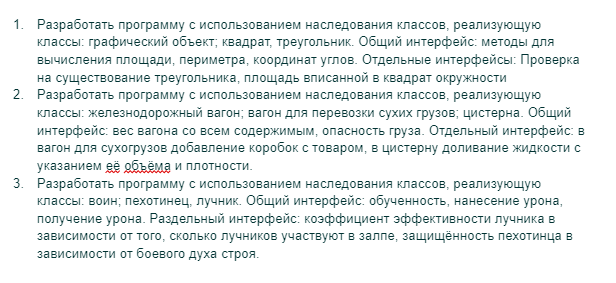 1. Разработать программу с использованием наследования классов, реализующую
классы: графический объект; квадрат, треугольник. Общий интерфейс: методы для
вычисления площади, периметра, координат углов. Отдельные интерфейсы: Проверка
на существование треугольника, площадь вписанной в квадрат окружности
2. Разработать программу с использованием наследования классов, реализующую
классы: железнодорожный вагон; вагон для перевозки сухих грузов; цистерна. Общий
интерфейс: вес вагона со всем содержимым, опасность груза. Отдельный интерфейс: в
вагон для сухогрузов добавление коробок с товаром, в цистерну доливание жидкости с
указанием её объёма и плотности.
3. Разработать программу с использованием наследования классов, реализующую
классы: воин; пехотинец, лучник. Общий интерфейс: обученность, нанесение урона,
получение урона. Раздельный интерфейс: коэффициент эффективности лучника в
зависимости от того, сколько лучников участвуют в залпе, защищённость пехотинца в
зависимости от боевого духа строя.